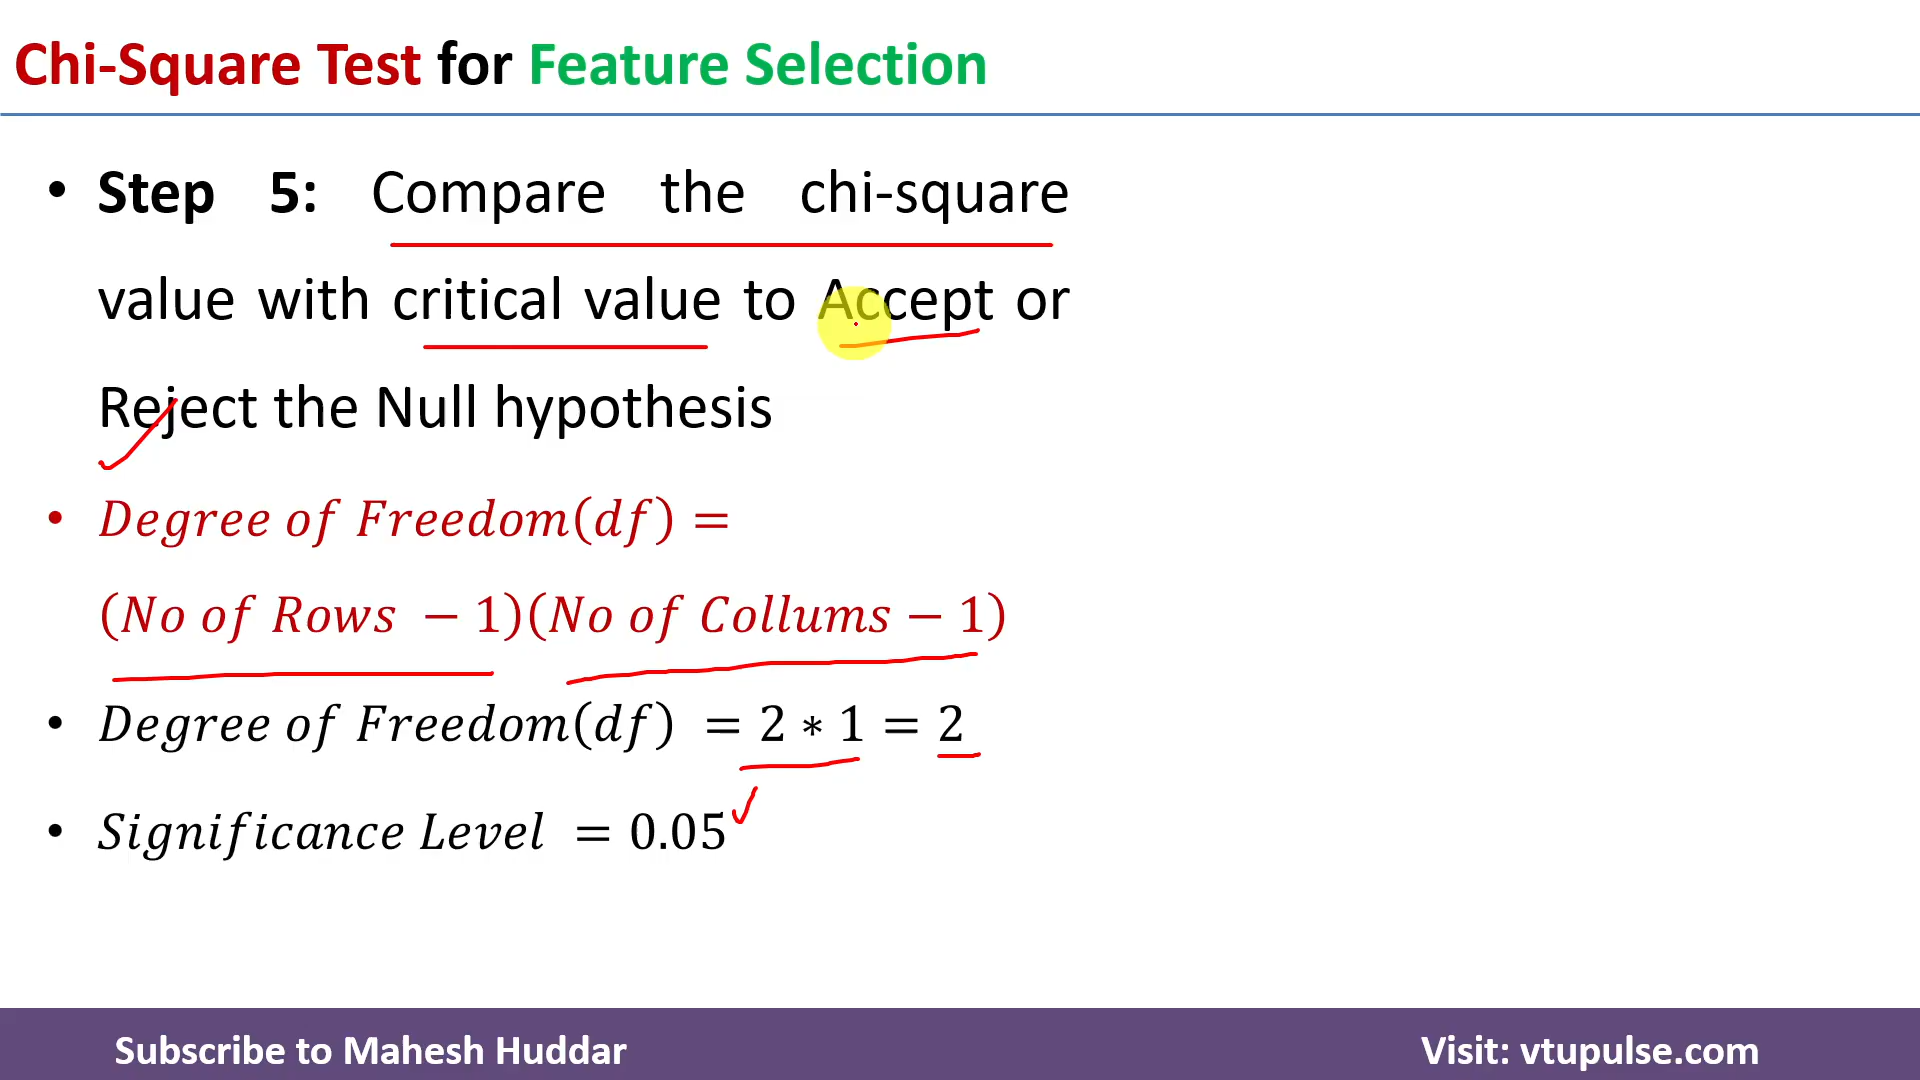 Chi-Square Test for Feature Selection
• Step 5: Compare the chi-square
value with critical value to Accept or
Reject the Null hypothesis
• Degree of Freedom(df) =
(No of Rows − 1)(No of Collums − 1)
• Degree of Freedom(df) = 2 ∗ 1 = 2
• Significance Level = 0.05
Subscribe to Mahesh Huddar
Visit: vtupulse.com